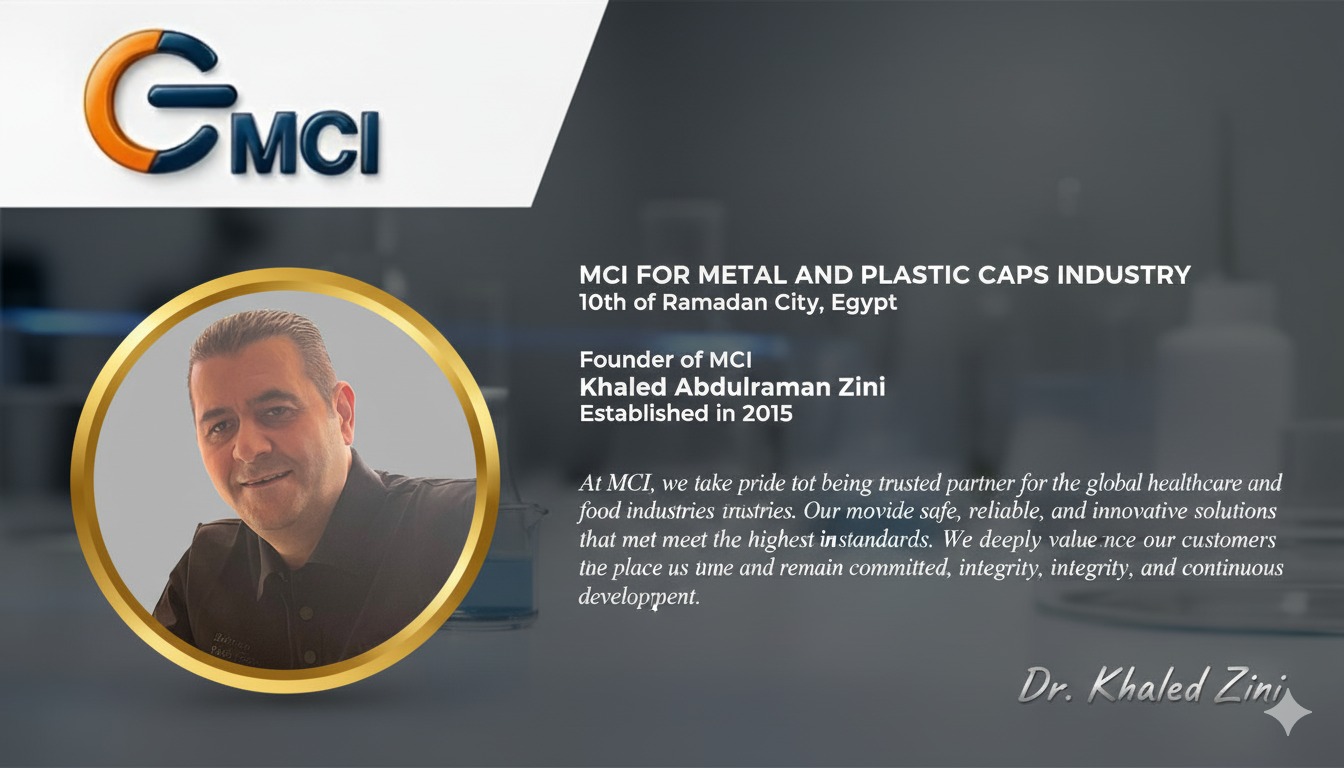 MCI
MCI FOR METAL AND PLASTIC CAPS INDUSTRY
10th of Ramadan City, Egypt
Founder of MCI
Khaled Abdulraman Zini
Established in 2015
At MCI, we take pride tot being trusted partner for the global healthcare and
food industries. Our movide safe, reliable, and innovative solutions
that met meet the highest instandards. We deeply value nce our customers
the place us and remain committed, integrity, integrity, and continuous
development.
Dr. Khaled Zini